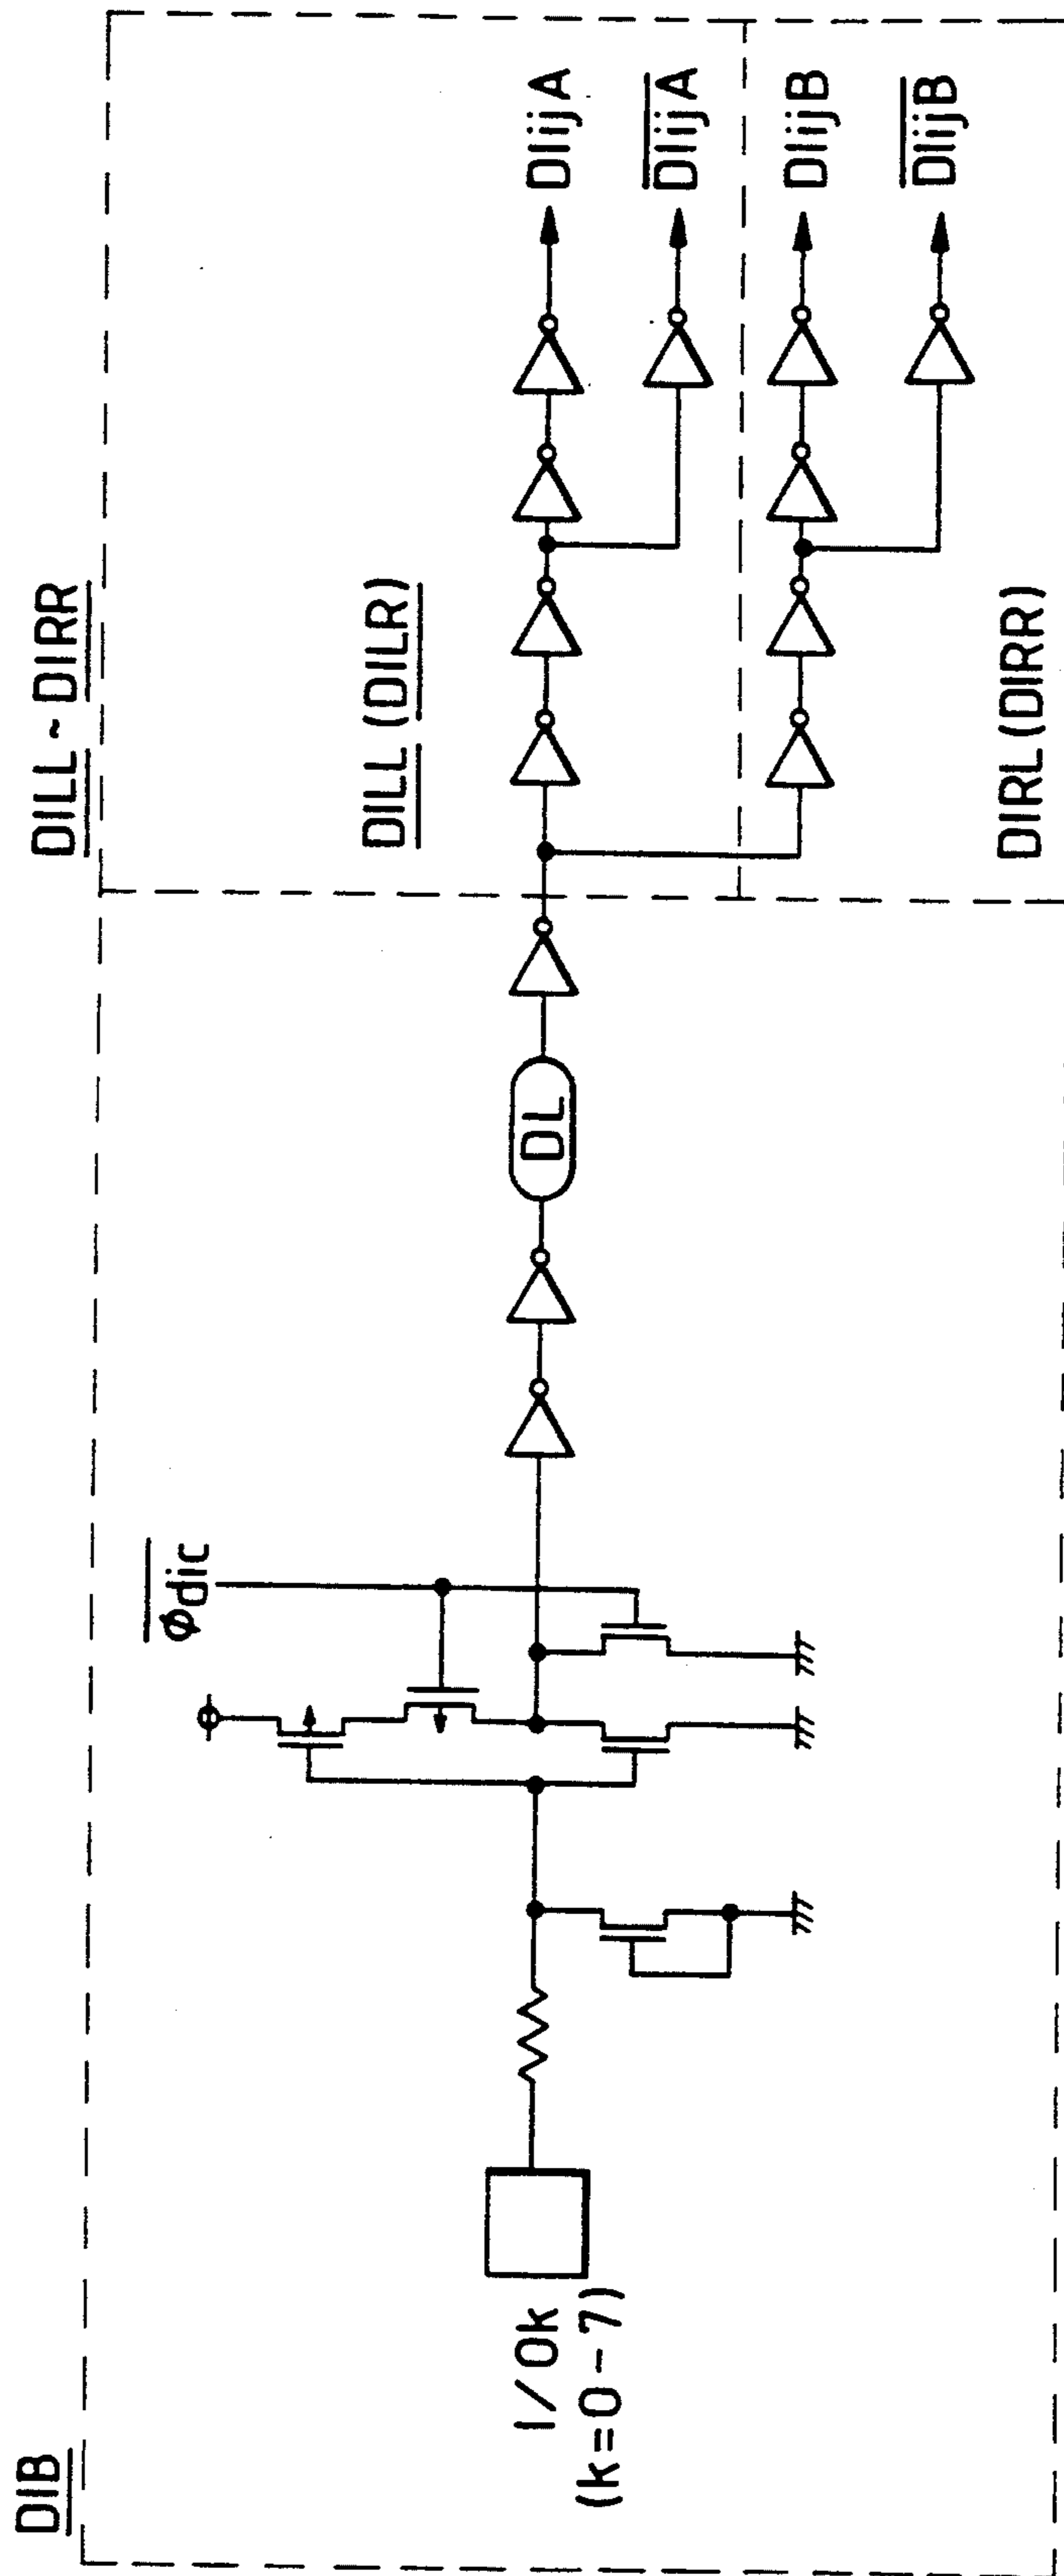 DIB
DILL ~ DIRR
φdic
I/Ok
(k=0-7)
DL
DILL (DILR)
DIijA
DIijA
DIijB
DIijB
DIRL (DIRR)